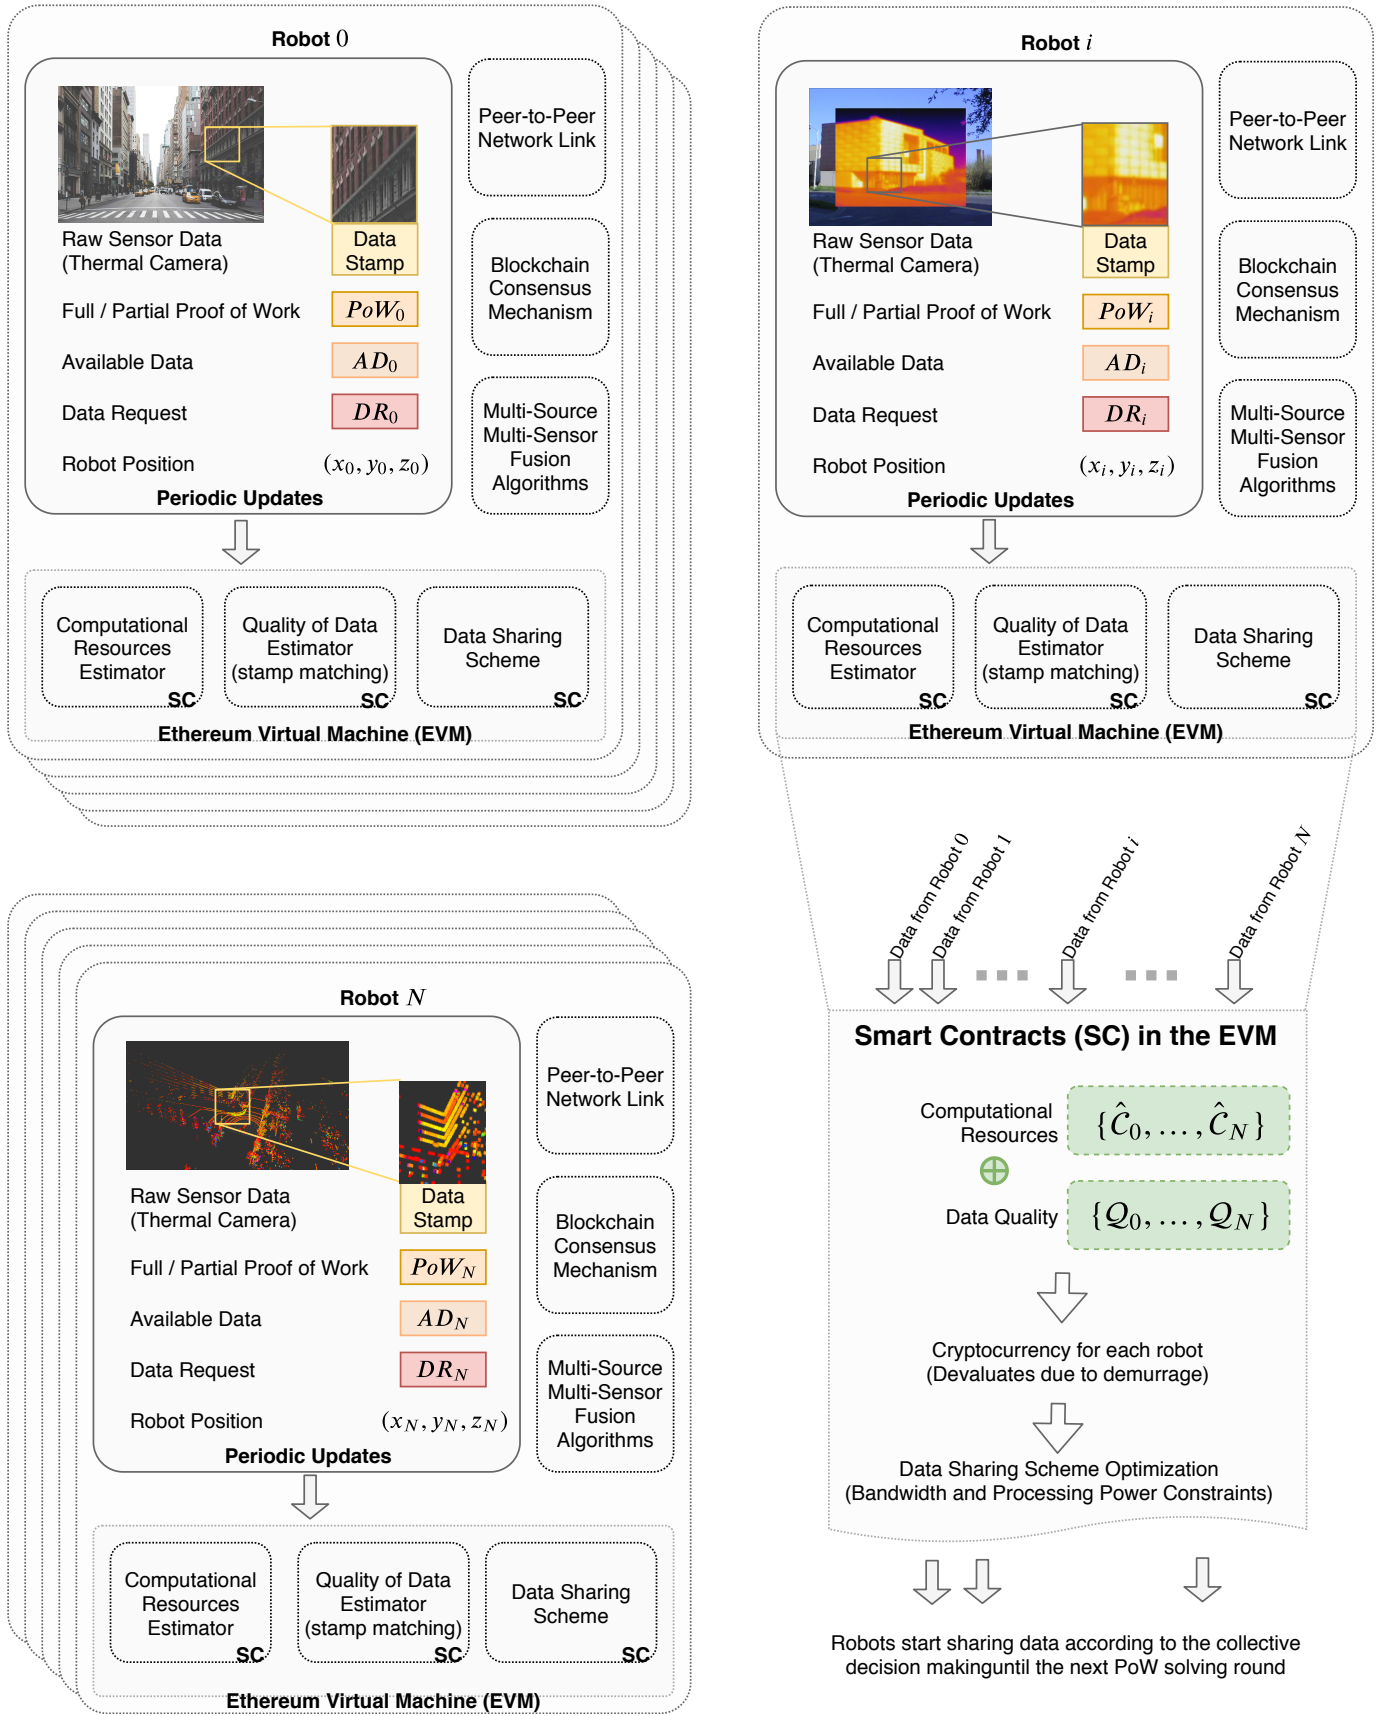 Robot 0
Raw Sensor Data
(Thermal Camera)
Data
Stamp
Full / Partial Proof of Work
PoW₀
Available Data
AD₀
Data Request
DR₀
Robot Position
(x₀, y₀, z₀)
Periodic Updates
Peer-to-Peer
Network Link
Blockchain
Consensus
Mechanism
Multi-Source
Multi-Sensor
Fusion
Algorithms
Computational
Resources
Estimator
SC
Quality of Data
Estimator
(stamp matching)
SC
Data Sharing
Scheme
SC
Ethereum Virtual Machine (EVM)
Robot i
Raw Sensor Data
(Thermal Camera)
Data
Stamp
Full / Partial Proof of Work
PoWᵢ
Available Data
ADᵢ
Data Request
DRᵢ
Robot Position
(xᵢ, yᵢ, zᵢ)
Periodic Updates
Peer-to-Peer
Network Link
Blockchain
Consensus
Mechanism
Multi-Source
Multi-Sensor
Fusion
Algorithms
Computational
Resources
Estimator
SC
Quality of Data
Estimator
(stamp matching)
SC
Data Sharing
Scheme
SC
Ethereum Virtual Machine (EVM)
Robot N
Raw Sensor Data
(Thermal Camera)
Data
Stamp
Full / Partial Proof of Work
PoW_N
Available Data
AD_N
Data Request
DR_N
Robot Position
(x_N, y_N, z_N)
Periodic Updates
Peer-to-Peer
Network Link
Blockchain
Consensus
Mechanism
Multi-Source
Multi-Sensor
Fusion
Algorithms
Computational
Resources
Estimator
SC
Quality of Data
Estimator
(stamp matching)
SC
Data Sharing
Scheme
SC
Ethereum Virtual Machine (EVM)
Data from Robot 0
Data from Robot 1
Data from Robot i
Data from Robot N
Smart Contracts (SC) in the EVM
Computational
Resources
{Ĉ₀, …, Ĉ_N}
⊕
Data Quality
{Q₀, …, Q_N}
Cryptocurrency for each robot
(Devaluates due to demurrage)
Data Sharing Scheme Optimization
(Bandwidth and Processing Power Constraints)
Robots start sharing data according to the collective
decision makinguntil the next PoW solving round